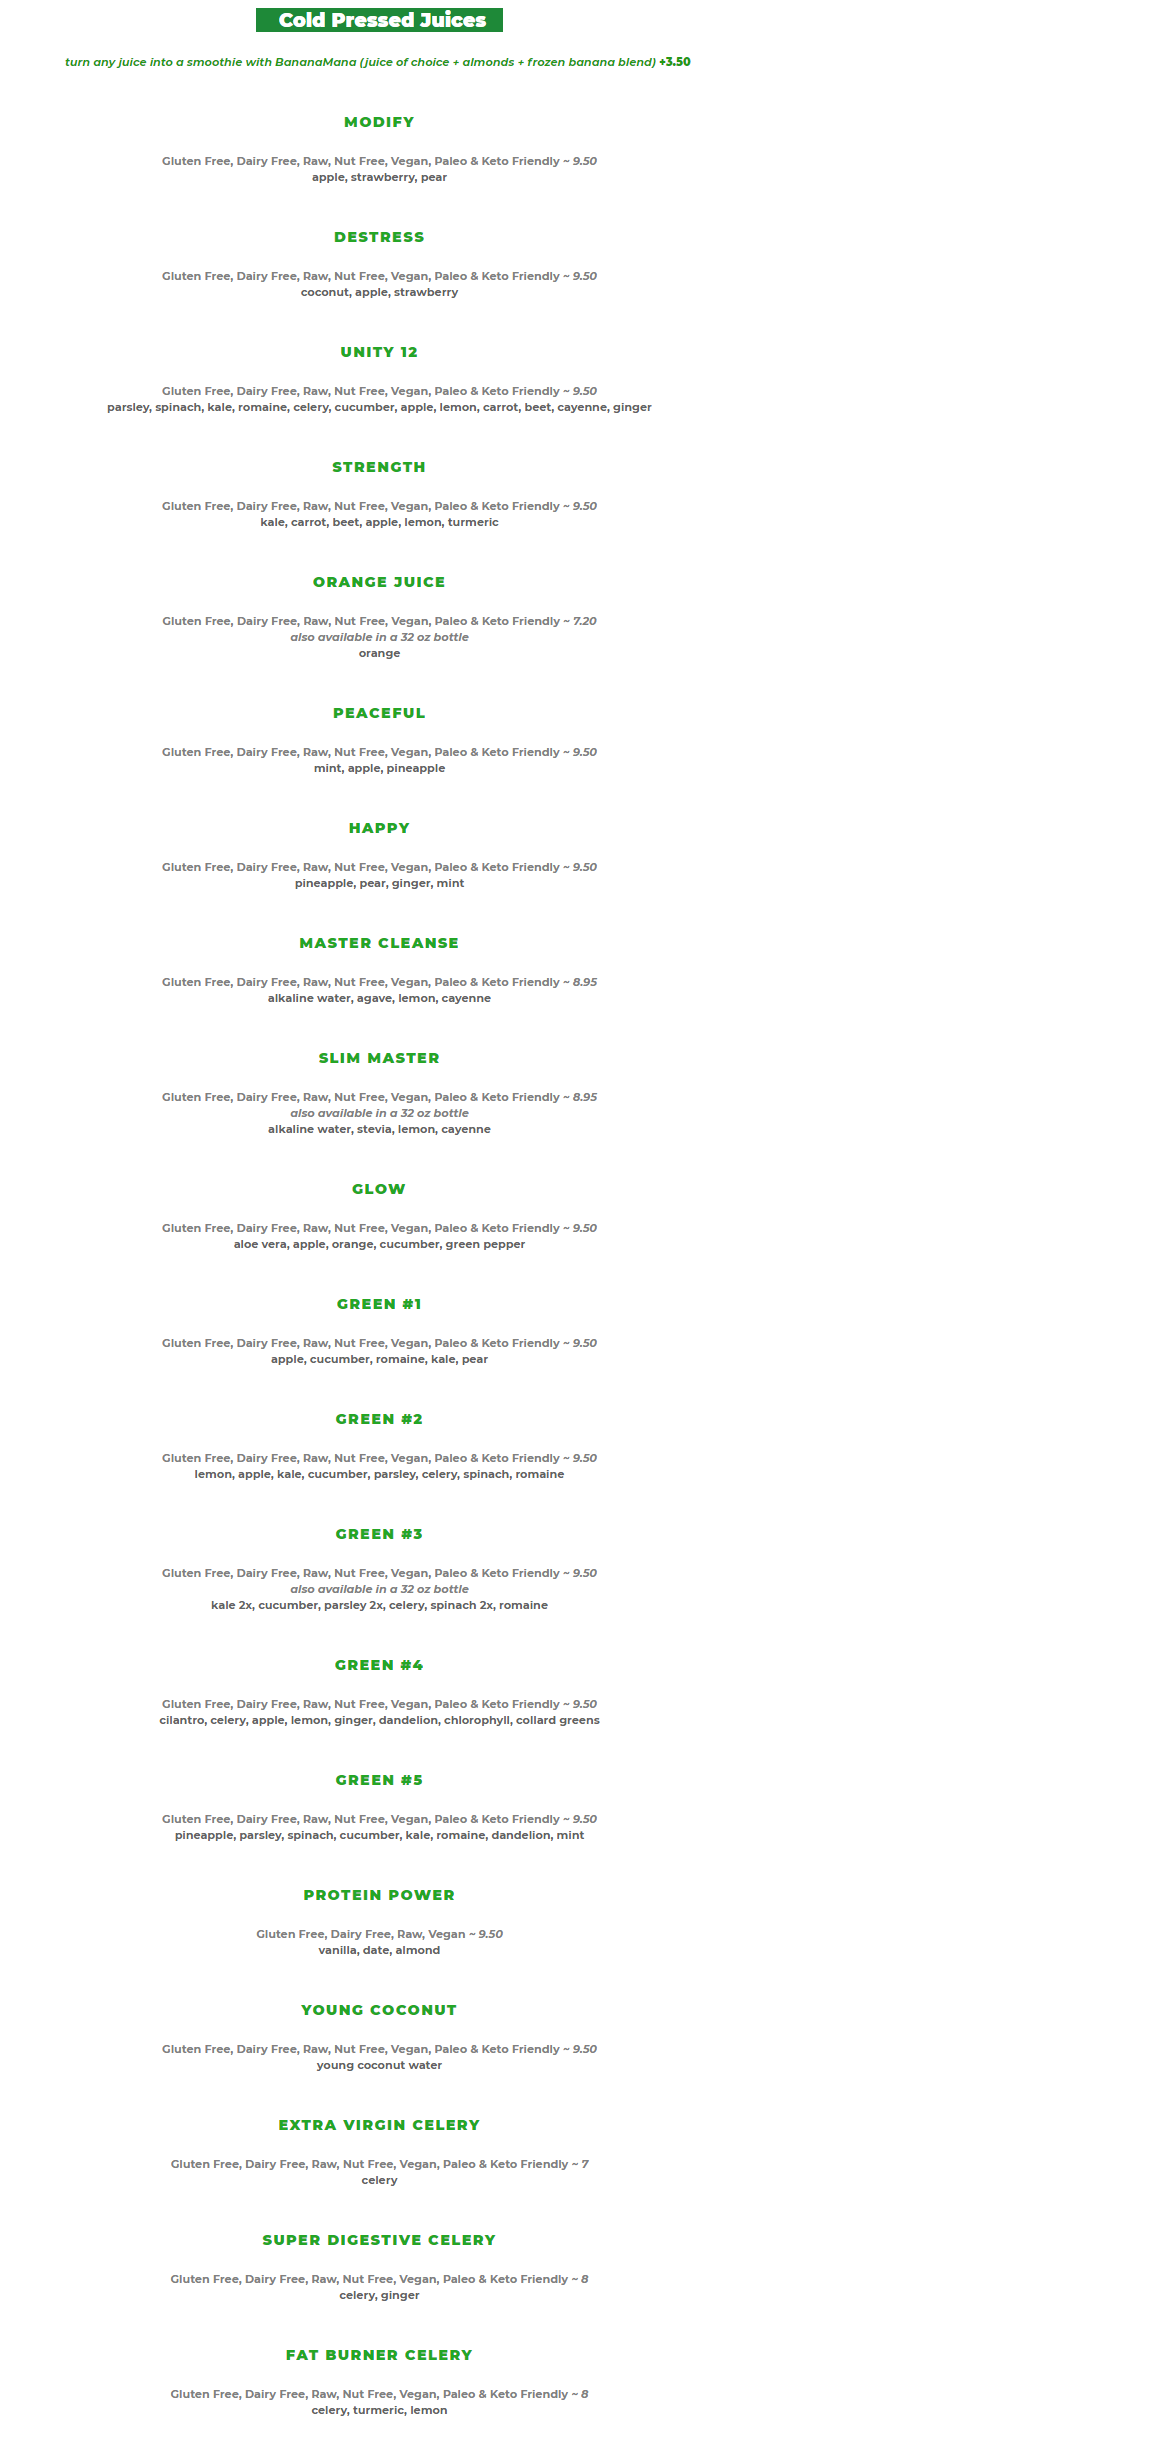 Cold Pressed Juices
turn any juice into a smoothie with BananaMana (juice of choice + almonds + frozen banana blend) +3.50
MODIFY
Gluten Free, Dairy Free, Raw, Nut Free, Vegan, Paleo & Keto Friendly ~ 9.50
apple, strawberry, pear
DESTRESS
Gluten Free, Dairy Free, Raw, Nut Free, Vegan, Paleo & Keto Friendly ~ 9.50
coconut, apple, strawberry
UNITY 12
Gluten Free, Dairy Free, Raw, Nut Free, Vegan, Paleo & Keto Friendly ~ 9.50
parsley, spinach, kale, romaine, celery, cucumber, apple, lemon, carrot, beet, cayenne, ginger
STRENGTH
Gluten Free, Dairy Free, Raw, Nut Free, Vegan, Paleo & Keto Friendly ~ 9.50
kale, carrot, beet, apple, lemon, turmeric
ORANGE JUICE
Gluten Free, Dairy Free, Raw, Nut Free, Vegan, Paleo & Keto Friendly ~ 7.20
also available in a 32 oz bottle
orange
PEACEFUL
Gluten Free, Dairy Free, Raw, Nut Free, Vegan, Paleo & Keto Friendly ~ 9.50
mint, apple, pineapple
HAPPY
Gluten Free, Dairy Free, Raw, Nut Free, Vegan, Paleo & Keto Friendly ~ 9.50
pineapple, pear, ginger, mint
MASTER CLEANSE
Gluten Free, Dairy Free, Raw, Nut Free, Vegan, Paleo & Keto Friendly ~ 8.95
alkaline water, agave, lemon, cayenne
SLIM MASTER
Gluten Free, Dairy Free, Raw, Nut Free, Vegan, Paleo & Keto Friendly ~ 8.95
also available in a 32 oz bottle
alkaline water, stevia, lemon, cayenne
GLOW
Gluten Free, Dairy Free, Raw, Nut Free, Vegan, Paleo & Keto Friendly ~ 9.50
aloe vera, apple, orange, cucumber, green pepper
GREEN #1
Gluten Free, Dairy Free, Raw, Nut Free, Vegan, Paleo & Keto Friendly ~ 9.50
apple, cucumber, romaine, kale, pear
GREEN #2
Gluten Free, Dairy Free, Raw, Nut Free, Vegan, Paleo & Keto Friendly ~ 9.50
lemon, apple, kale, cucumber, parsley, celery, spinach, romaine
GREEN #3
Gluten Free, Dairy Free, Raw, Nut Free, Vegan, Paleo & Keto Friendly ~ 9.50
also available in a 32 oz bottle
kale 2x, cucumber, parsley 2x, celery, spinach 2x, romaine
GREEN #4
Gluten Free, Dairy Free, Raw, Nut Free, Vegan, Paleo & Keto Friendly ~ 9.50
cilantro, celery, apple, lemon, ginger, dandelion, chlorophyll, collard greens
GREEN #5
Gluten Free, Dairy Free, Raw, Nut Free, Vegan, Paleo & Keto Friendly ~ 9.50
pineapple, parsley, spinach, cucumber, kale, romaine, dandelion, mint
PROTEIN POWER
Gluten Free, Dairy Free, Raw, Vegan ~ 9.50
vanilla, date, almond
YOUNG COCONUT
Gluten Free, Dairy Free, Raw, Nut Free, Vegan, Paleo & Keto Friendly ~ 9.50
young coconut water
EXTRA VIRGIN CELERY
Gluten Free, Dairy Free, Raw, Nut Free, Vegan, Paleo & Keto Friendly ~ 7
celery
SUPER DIGESTIVE CELERY
Gluten Free, Dairy Free, Raw, Nut Free, Vegan, Paleo & Keto Friendly ~ 8
celery, ginger
FAT BURNER CELERY
Gluten Free, Dairy Free, Raw, Nut Free, Vegan, Paleo & Keto Friendly ~ 8
celery, turmeric, lemon